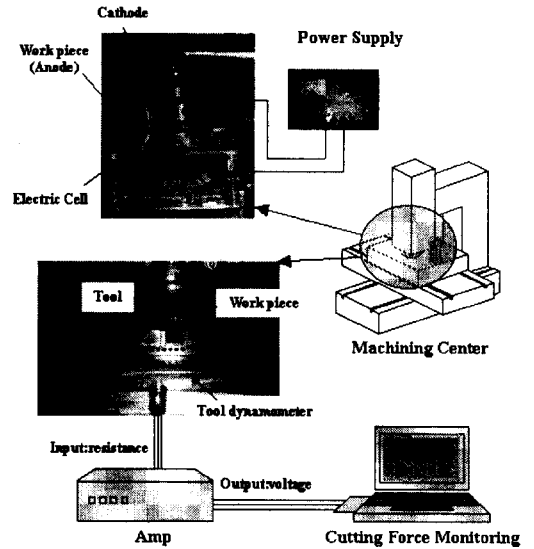 Cathode
Power Supply
Work piece
(Anode)
Electric Cell
Tool
Work piece
Machining Center
Tool dynamometer
Input:resistance
Output:voltage
Amp
Cutting Force Monitoring